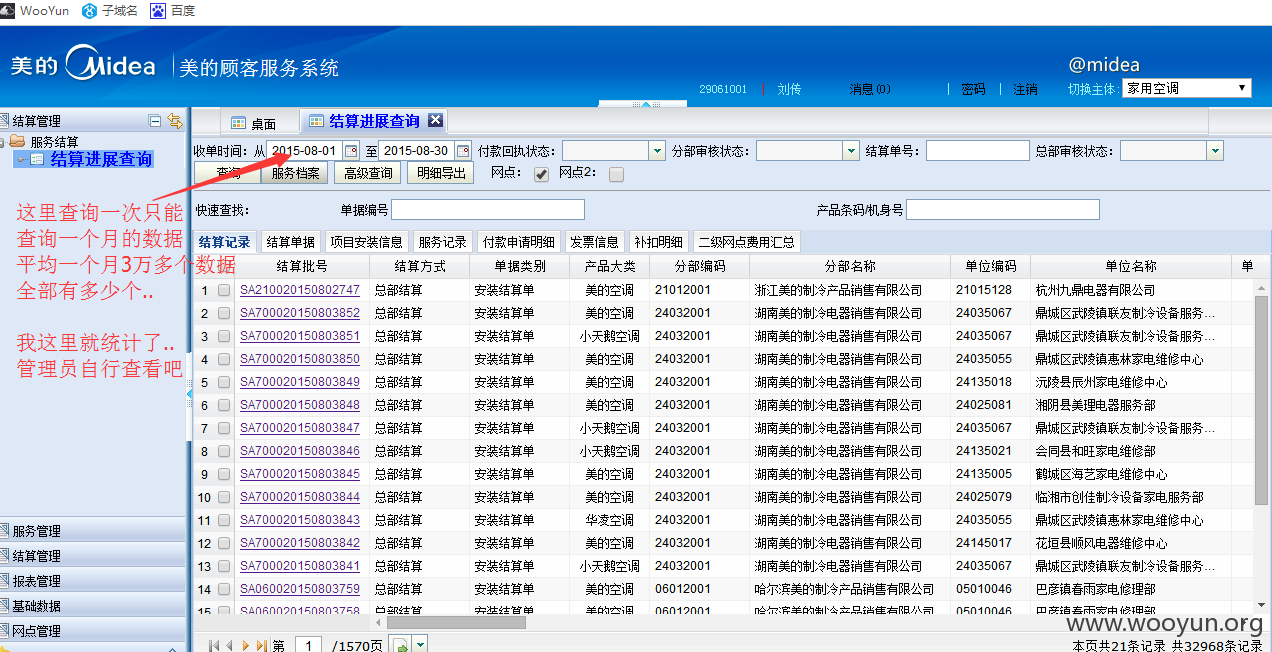 WooYun 子域名 百度
美的 Midea 美的顾客服务系统
@midea
29061001 刘传 消息(0) 密码 注销 切换主体: 家用空调
结算管理
服务结算
结算进展查询
桌面 结算进展查询
收单时间: 从 2015-08-01 至 2015-08-30 付款回执状态: 分部审核状态: 结算单号: 总部审核状态:
查询 服务档案 高级查询 明细导出 网点: 网点2:
快速查找: 单据编号 产品条码/机身号
这里查询一次只能
查询一个月的数据
平均一个月3万多个数据
全部有多少个..
我这里就统计了..
管理员自行查看吧
结算记录 结算单据 项目安装信息 服务记录 付款申请明细 发票信息 补扣明细 二级网点费用汇总
结算批号 结算方式 单据类别 产品大类 分部编码 分部名称 单位编码 单位名称 单
1 SA210020150802747 总部结算 安装结算单 美的空调 21012001 浙江美的制冷产品销售有限公司 21015128 杭州九鼎电器有限公司
2 SA700020150803852 总部结算 安装结算单 美的空调 24032001 湖南美的制冷电器销售有限公司 24035067 鼎城区武陵镇联友制冷设备服务...
3 SA700020150803851 总部结算 安装结算单 小天鹅空调 24032001 湖南美的制冷电器销售有限公司 24035067 鼎城区武陵镇联友制冷设备服务...
4 SA700020150803850 总部结算 安装结算单 美的空调 24032001 湖南美的制冷电器销售有限公司 24035055 鼎城区武陵镇惠林家电维修中心
5 SA700020150803849 总部结算 安装结算单 美的空调 24032001 湖南美的制冷电器销售有限公司 24135018 沅陵县辰州家电维修中心
6 SA700020150803848 总部结算 安装结算单 美的空调 24032001 湖南美的制冷电器销售有限公司 24025081 湘阴县美理电器服务部
7 SA700020150803847 总部结算 安装结算单 小天鹅空调 24032001 湖南美的制冷电器销售有限公司 24035067 鼎城区武陵镇联友制冷设备服务...
8 SA700020150803846 总部结算 安装结算单 小天鹅空调 24032001 湖南美的制冷电器销售有限公司 24135021 会同县和旺家电维修部
9 SA700020150803845 总部结算 安装结算单 美的空调 24032001 湖南美的制冷电器销售有限公司 24135005 鹤城区海艺家电维修中心
10 SA700020150803844 总部结算 安装结算单 美的空调 24032001 湖南美的制冷电器销售有限公司 24025079 临湘市创佳制冷设备家电服务部
11 SA700020150803843 总部结算 安装结算单 华凌空调 24032001 湖南美的制冷电器销售有限公司 24035055 鼎城区武陵镇惠林家电维修中心
12 SA700020150803842 总部结算 安装结算单 美的空调 24032001 湖南美的制冷电器销售有限公司 24145017 花垣县顺风电器维修中心
13 SA700020150803841 总部结算 安装结算单 小天鹅空调 24032001 湖南美的制冷电器销售有限公司 24035067 鼎城区武陵镇联友制冷设备服务...
14 SA060020150803759 总部结算 安装结算单 美的空调 06012001 哈尔滨美的制冷产品销售有限公司 05010046 巴彦镇春雨家电修理部
15 SA060020150803758 总部结算 安装结算单 美的空调 06012001 哈尔滨美的制冷产品销售有限公司 05010046 巴彦镇春雨家电修理部
服务管理
结算管理
报表管理
基础数据
网点管理
www.wooyun.org
第 1 /1570页 本页共21条记录 共32968条记录